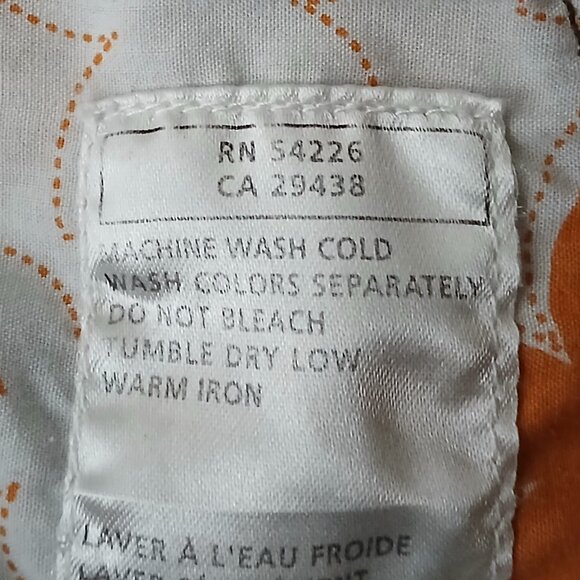 RN 54226
CA 29438
MACHINE WASH COLD
WASH COLORS SEPARATELY
DO NOT BLEACH
TUMBLE DRY LOW
WARM IRON
LAVER À L'EAU FROIDE
LAVER